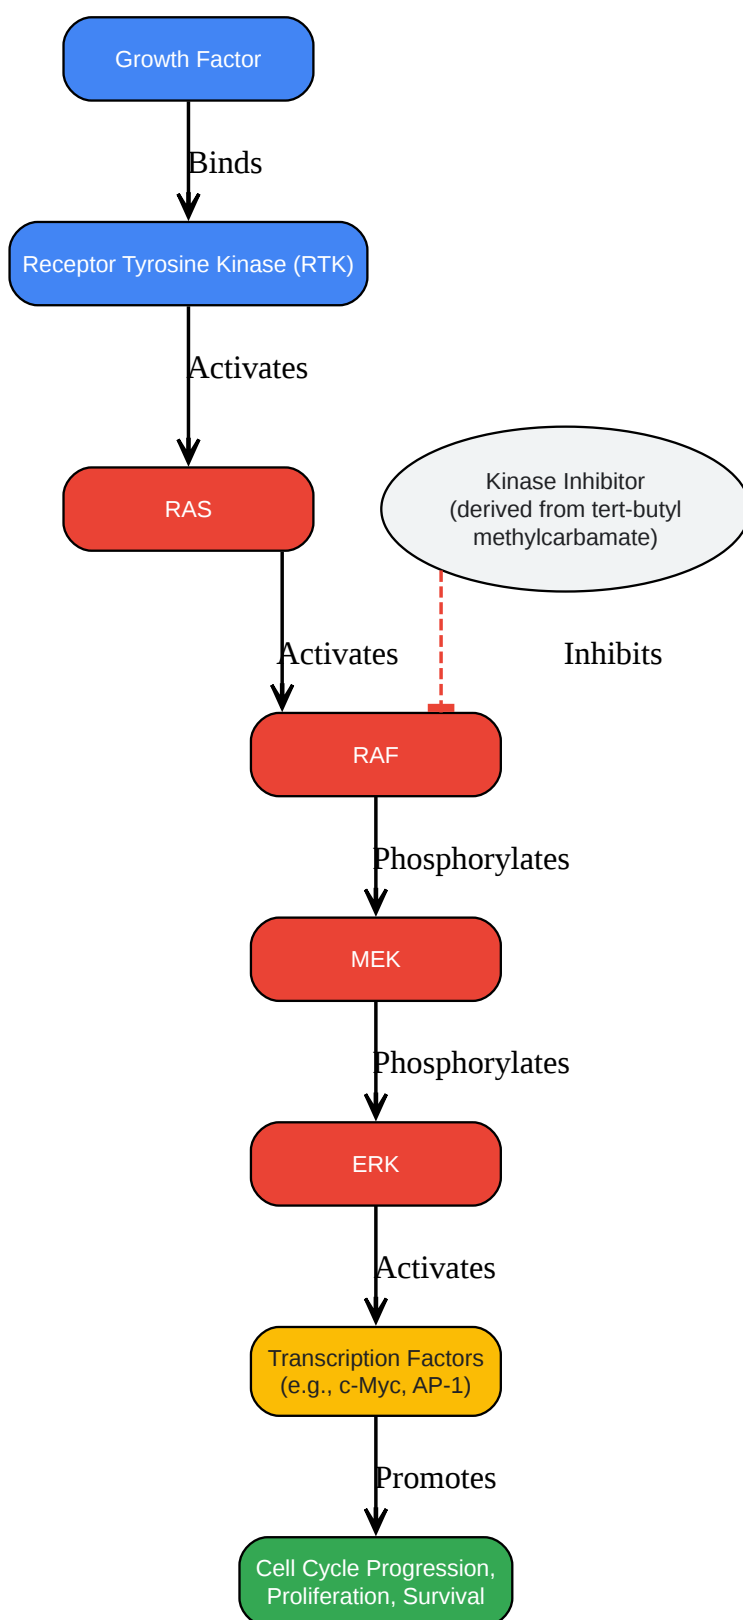 Growth Factor
Binds
Receptor Tyrosine Kinase (RTK)
Activates
RAS
Kinase Inhibitor
(derived from tert-butyl
methylcarbamate)
Activates
Inhibits
RAF
Phosphorylates
MEK
Phosphorylates
ERK
Activates
Transcription Factors
(e.g., c-Myc, AP-1)
Promotes
Cell Cycle Progression,
Proliferation, Survival